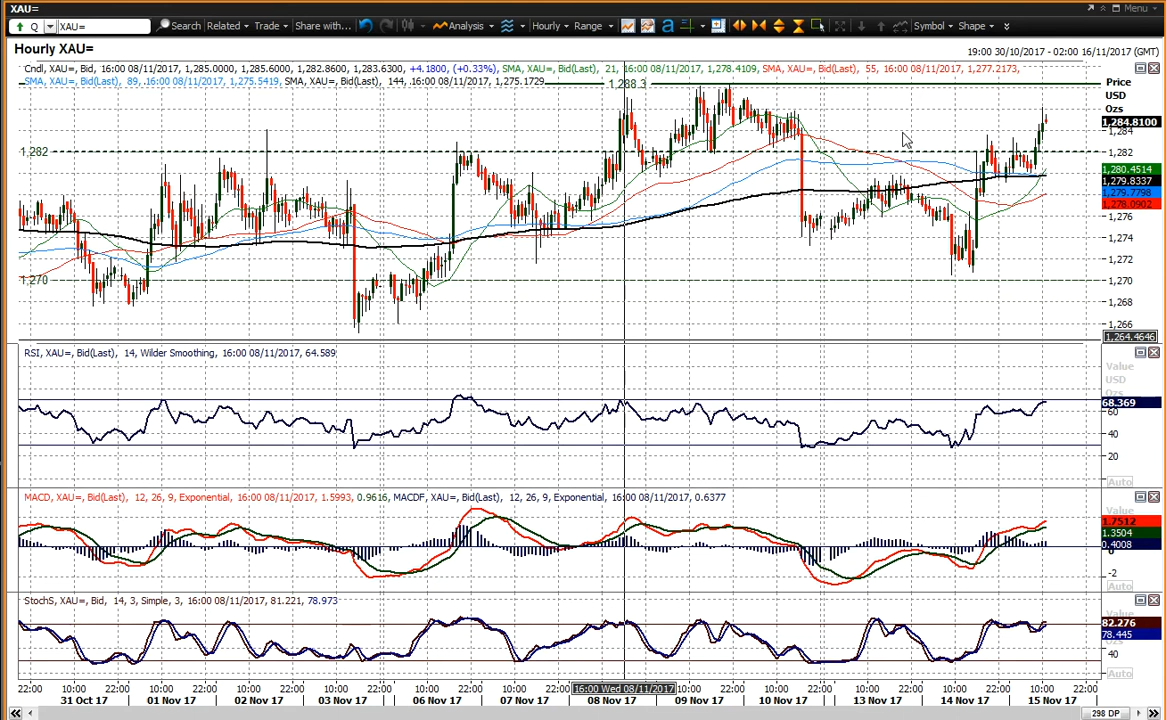 XAU=
Menu
Q XAU= Search Related Trade Share with... Analysis Hourly Range a Symbol Shape
Hourly XAU=
19:00 30/10/2017 - 02:00 16/11/2017 (GMT)
Cndl, XAU=, Bid, 16:00 08/11/2017, 1,285.0000, 1,285.6000, 1,282.8600, 1,283.6300, +4.1800, (+0.33%), SMA, XAU=, Bid(Last), 21, 16:00 08/11/2017, 1,278.4109, SMA, XAU=, Bid(Last), 55, 16:00 08/11/2017, 1,277.2173,
SMA, XAU=, Bid(Last), 89, 16:00 08/11/2017, 1,275.5419, SMA, XAU=, Bid(Last), 144, 16:00 08/11/2017, 1,275.1729
1,288.3
Price
USD
Ozs
1,284.8100
1,284
1,282
1,282
1,280.4514
1,279.8337
1,279.7798
1,278.0902
1,276
1,274
1,272
1,270
1,270
1,268
1,266
1,264.4646
RSI, XAU=, Bid(Last), 14, Wilder Smoothing, 16:00 08/11/2017, 64.589
Value
USD
68.369
60
40
20
Auto
MACD, XAU=, Bid(Last), 12, 26, 9, Exponential, 16:00 08/11/2017, 1.5993, 0.9616, MACDF, XAU=, Bid(Last), 12, 26, 9, Exponential, 16:00 08/11/2017, 0.6377
Value
1.7512
1.3504
0.4008
-2
Auto
StochS, XAU=, Bid, 14, 3, Simple, 3, 16:00 08/11/2017, 81.221, 78.973
Value
82.276
78.445
40
Auto
22:00 10:00 22:00 10:00 22:00 10:00 22:00 10:00 22:00 10:00 22:00 10:00 16:00 Wed 08/11/2017 10:00 22:00 10:00 22:00 10:00 22:00 10:00 22:00 10:00 22:00
31 Oct 17 01 Nov 17 02 Nov 17 03 Nov 17 06 Nov 17 07 Nov 17 08 Nov 17 09 Nov 17 10 Nov 17 13 Nov 17 14 Nov 17 15 Nov 17
298 DP